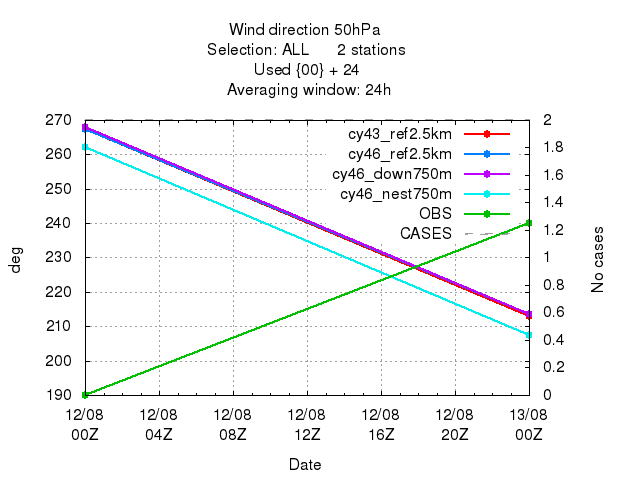 Wind direction 50hPa
Selection: ALL 2 stations
Used {00} + 24
Averaging window: 24h
270
260
250
240
230
220
210
200
190
deg
2
1.8
1.6
1.4
1.2
1
0.8
0.6
0.4
0.2
0
No cases
cy43_ref2.5km
cy46_ref2.5km
cy46_down750m
cy46_nest750m
OBS
CASES
12/08 12/08 12/08 12/08 12/08 12/08 13/08
00Z 04Z 08Z 12Z 16Z 20Z 00Z
Date